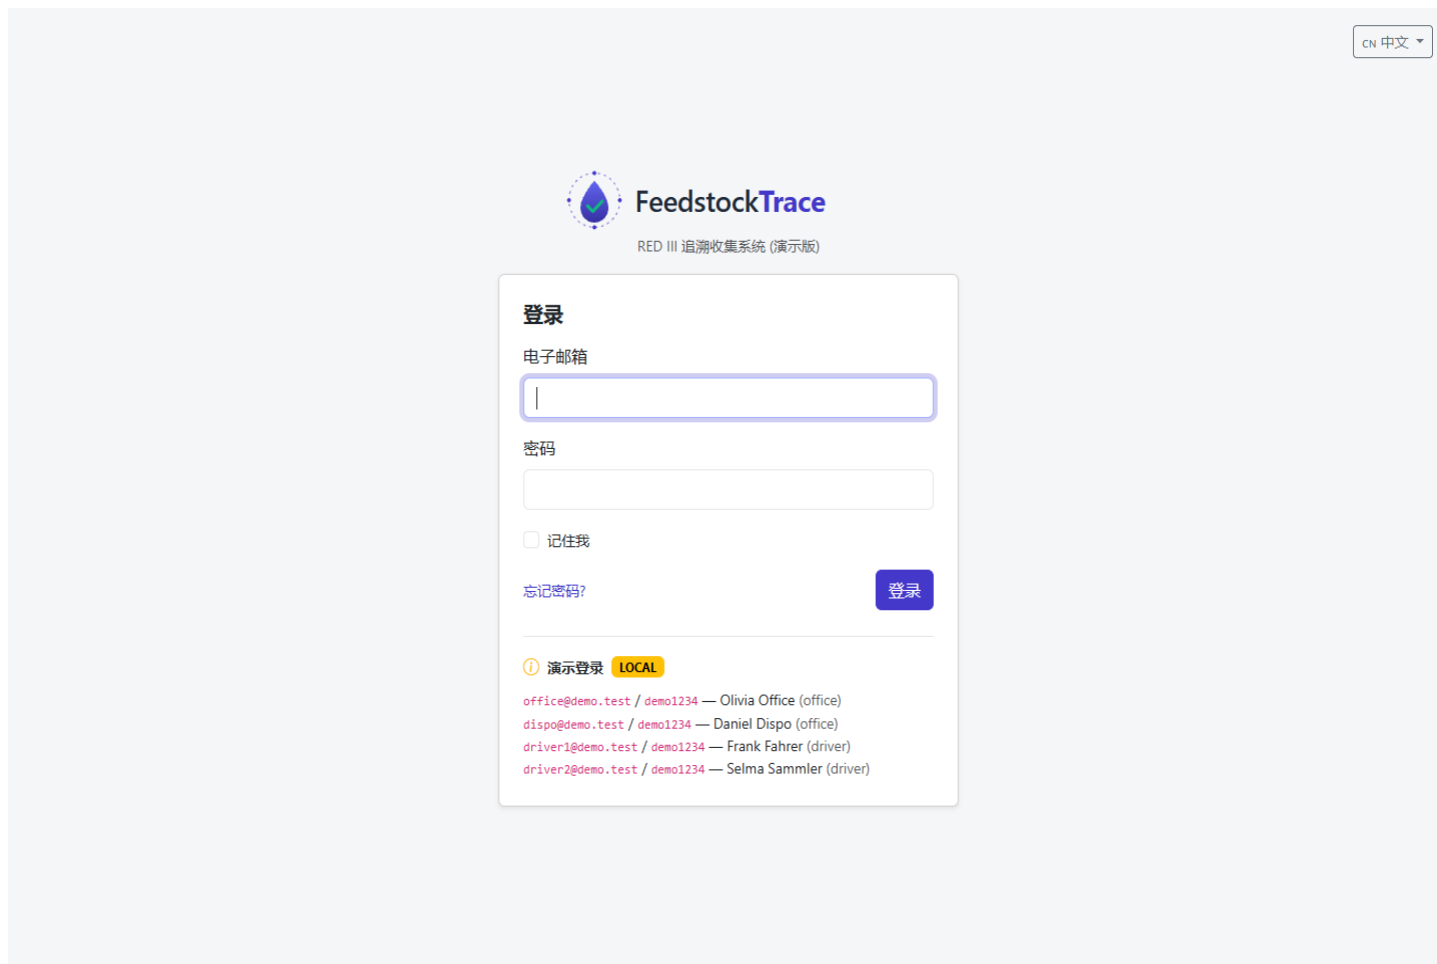 CN 中文
FeedstockTrace
RED III 追溯收集系统 (演示版)
登录
电子邮箱
密码
记住我
忘记密码?
登录
演示登录 LOCAL
office@demo.test / demo1234 — Olivia Office (office)
dispo@demo.test / demo1234 — Daniel Dispo (office)
driver1@demo.test / demo1234 — Frank Fahrer (driver)
driver2@demo.test / demo1234 — Selma Sammler (driver)